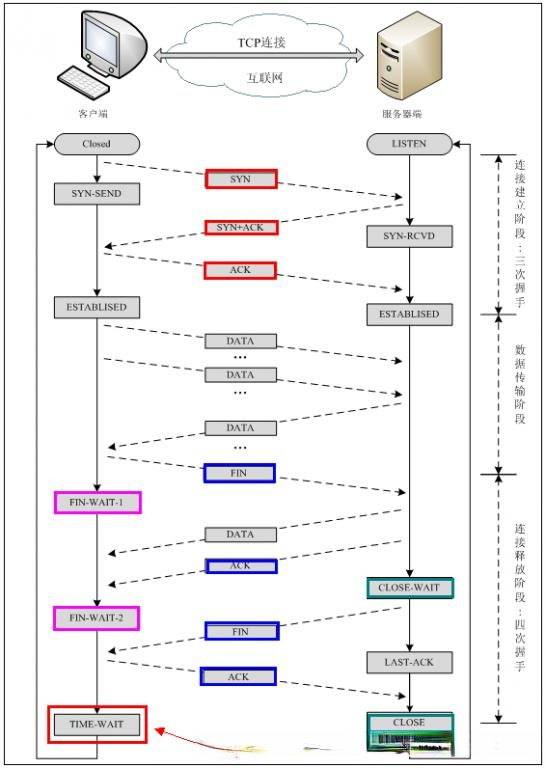 TCP连接
互联网
客户端
服务器端
Closed
LISTEN
SYN
SYN-SEND
SYN+ACK
SYN-RCVD
ACK
ESTABLISED
ESTABLISED
DATA
...
DATA
...
DATA
...
FIN
FIN-WAIT-1
DATA
ACK
CLOSE-WAIT
FIN-WAIT-2
FIN
LAST-ACK
ACK
TIME-WAIT
CLOSE
连接建立阶段：三次握手
数据传输阶段
连接释放阶段：四次握手